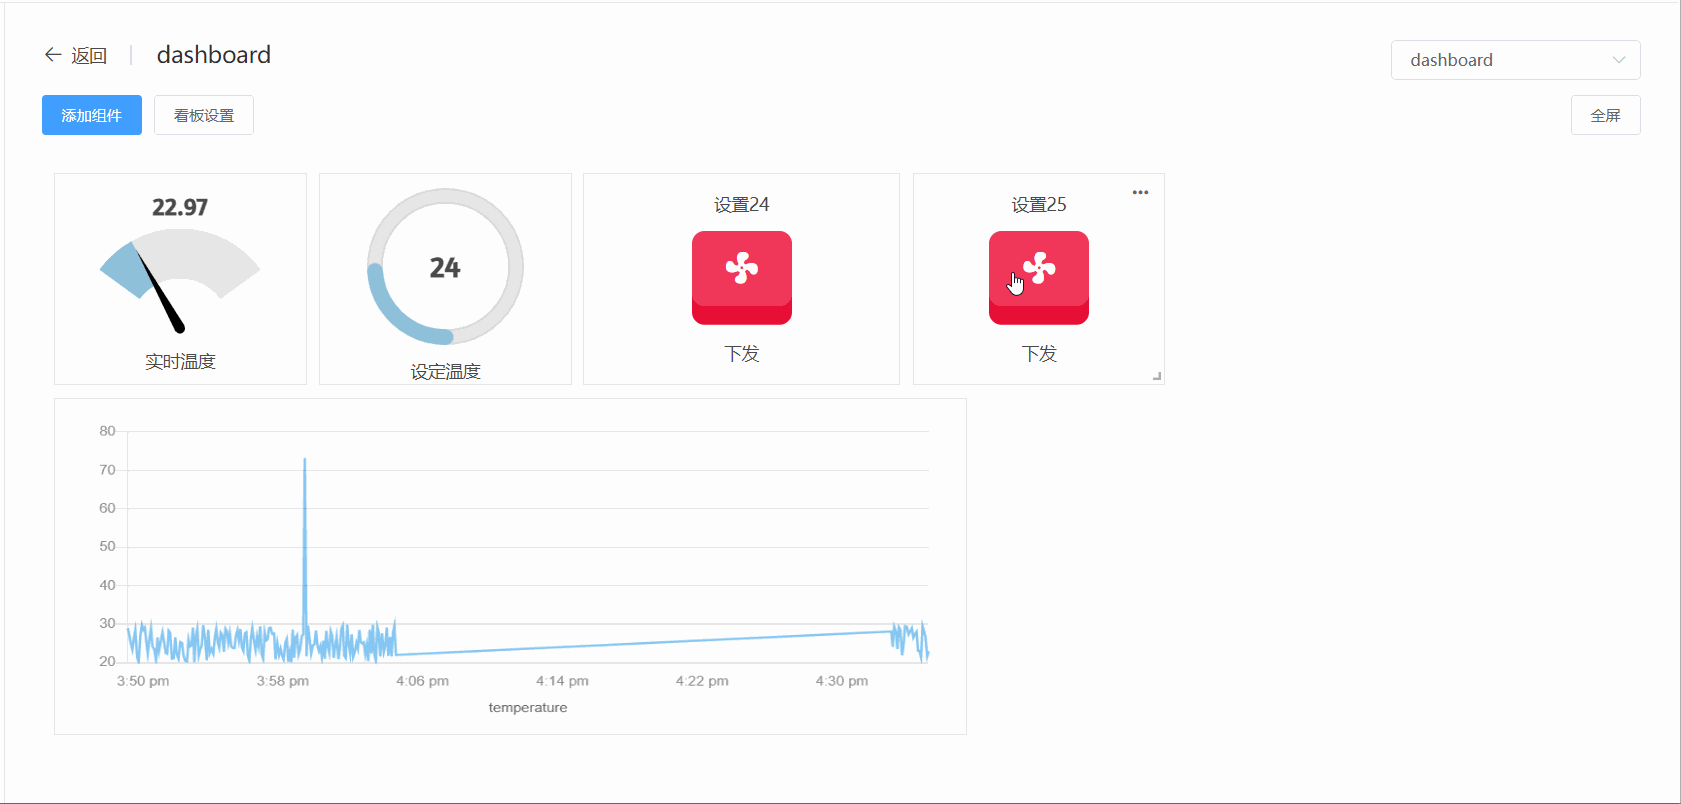 返回 dashboard
dashboard
添加组件 看板设置 全屏
22.97
实时温度
24
设定温度
设置24
下发
设置25
下发
80
70
60
50
40
30
20
3:50 pm 3:58 pm 4:06 pm 4:14 pm 4:22 pm 4:30 pm
temperature